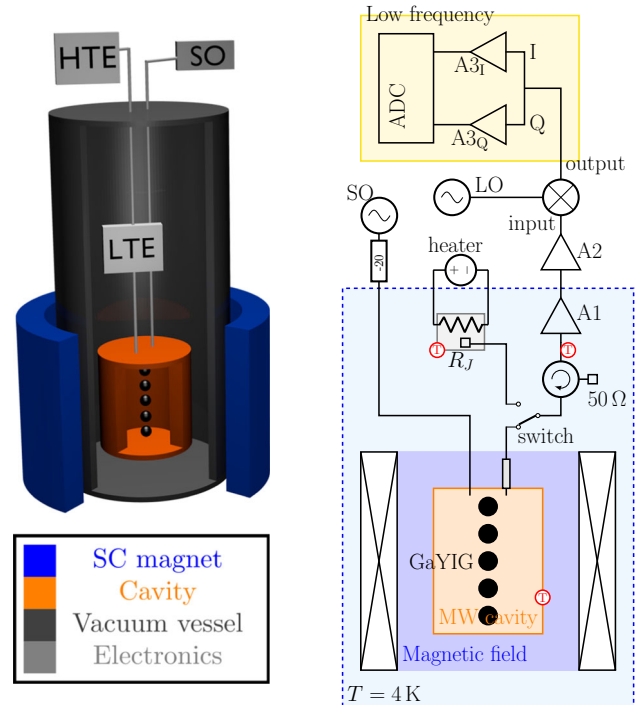 HTE
SO
LTE
SC magnet
Cavity
Vacuum vessel
Electronics
Low frequency
ADC
A3I
I
A3Q
Q
output
SO
LO
input
-20
heater
+ −
A2
A1
T
T
RJ
50 Ω
switch
GaYIG
T
MW cavity
Magnetic field
T = 4 K